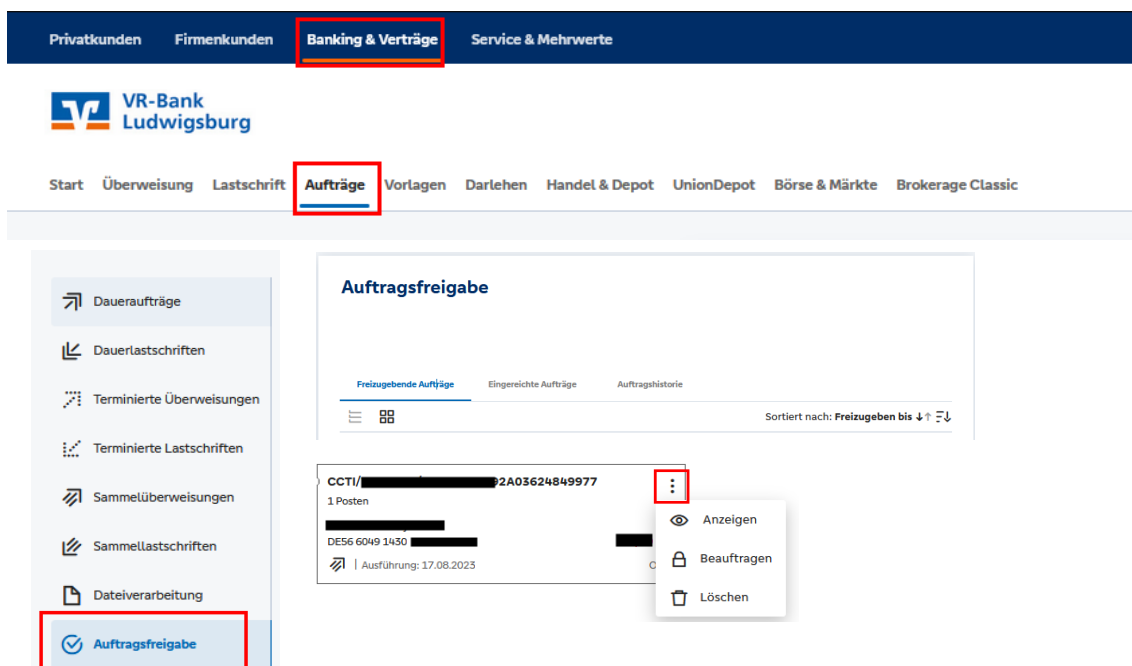 Privatkunden Firmenkunden Banking & Verträge Service & Mehrwerte
VR-Bank
Ludwigsburg
Start Überweisung Lastschrift Aufträge Vorlagen Darlehen Handel & Depot UnionDepot Börse & Märkte Brokerage Classic
Daueraufträge
Dauerlastschriften
Terminierte Überweisungen
Terminierte Lastschriften
Sammelüberweisungen
Sammellastschriften
Dateiverarbeitung
Auftragsfreigabe
Auftragsfreigabe
Freizugebende Aufträge Eingereichte Aufträge Auftragshistorie
Sortiert nach: Freizugeben bis
CCTI/ 92A03624849977
1 Posten
DE56 6049 1430
Ausführung: 17.08.2023
Anzeigen
Beauftragen
Löschen